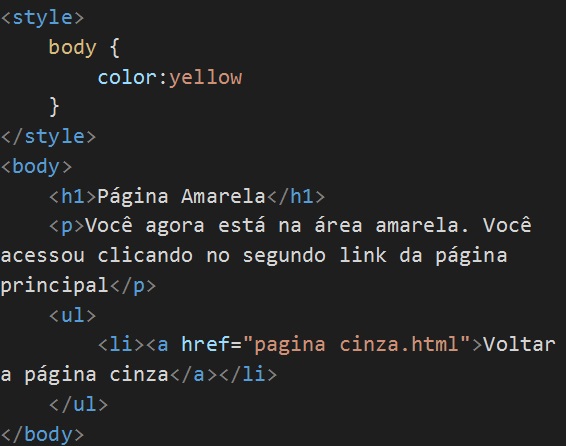 <style>
    body {
        color:yellow
    }
</style>
<body>
    <h1>Página Amarela</h1>
    <p>Você agora está na área amarela. Você
acessou clicando no segundo link da página
principal</p>
    <ul>
        <li><a href="pagina cinza.html">Voltar
a página cinza</a></li>
    </ul>
</body>